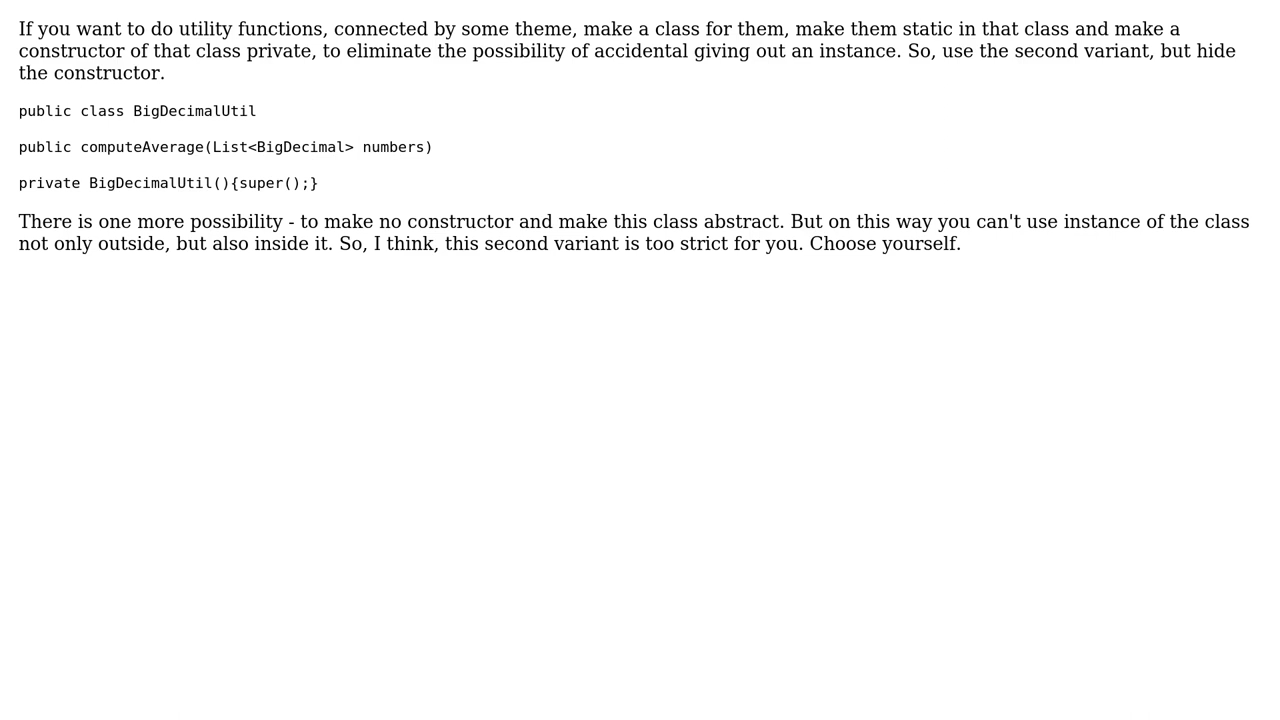 If you want to do utility functions, connected by some theme, make a class for them, make them static in that class and make a
constructor of that class private, to eliminate the possibility of accidental giving out an instance. So, use the second variant, but hide
the constructor.
public class BigDecimalUtil
public computeAverage(List<BigDecimal> numbers)
private BigDecimalUtil(){super();}
There is one more possibility - to make no constructor and make this class abstract. But on this way you can't use instance of the class
not only outside, but also inside it. So, I think, this second variant is too strict for you. Choose yourself.